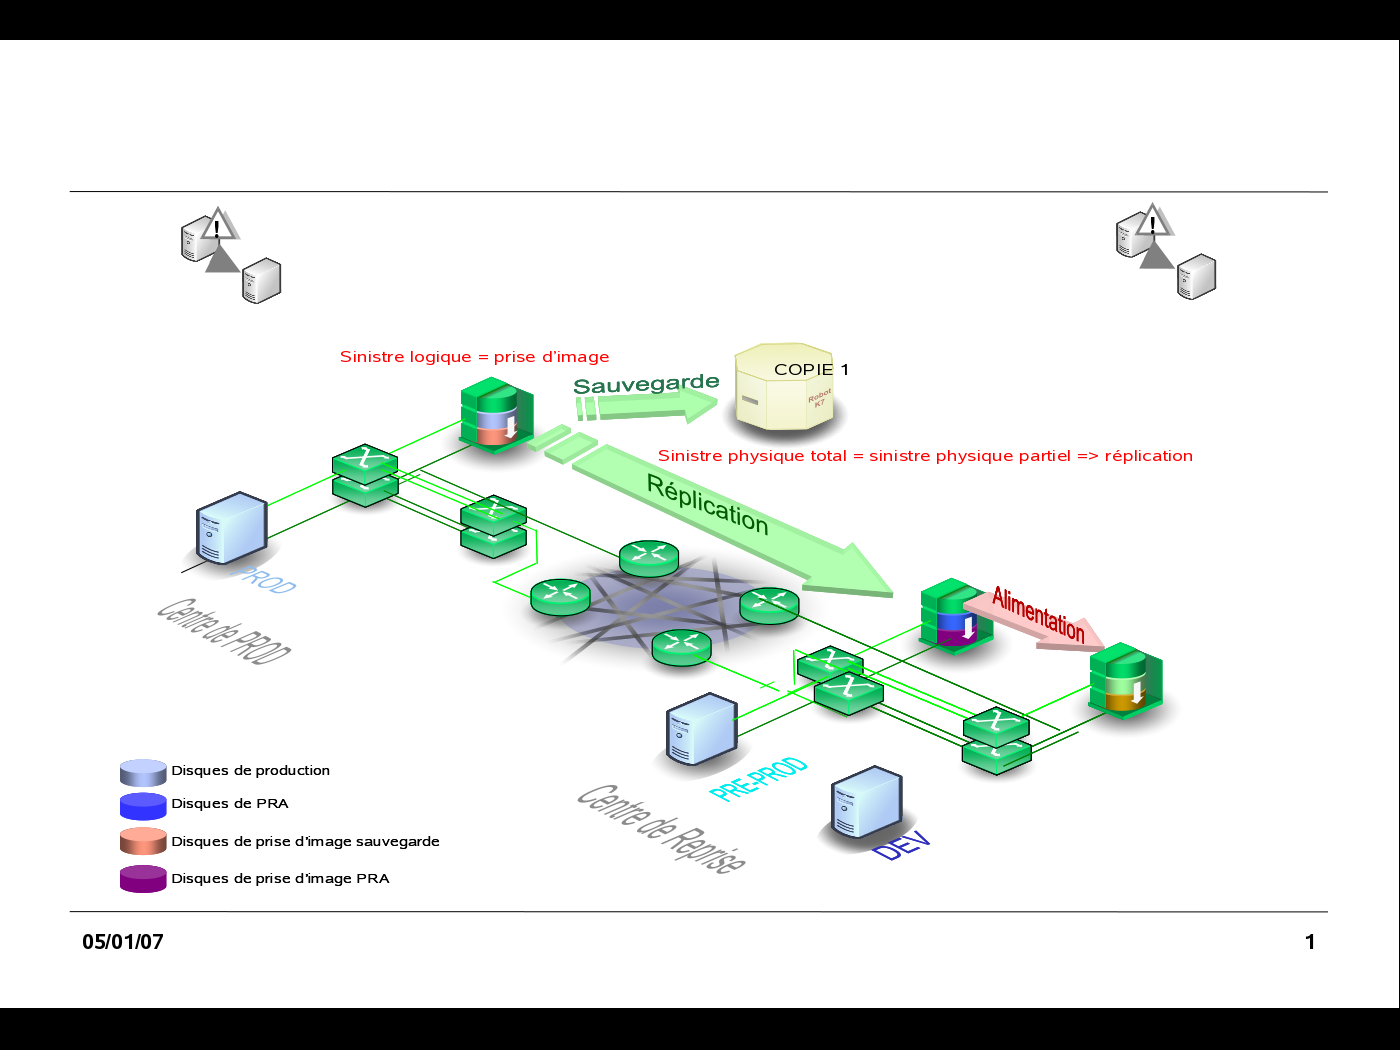 !
!
Sinistre logique = prise d'image
Sauvegarde
COPIE 1
Robot
K7
Sinistre physique total = sinistre physique partiel => réplication
Réplication
PROD
Centre de PROD
Alimentation
PRE-PROD
Centre de Reprise
DEV
Disques de production
Disques de PRA
Disques de prise d'image sauvegarde
Disques de prise d'image PRA
05/01/07
1